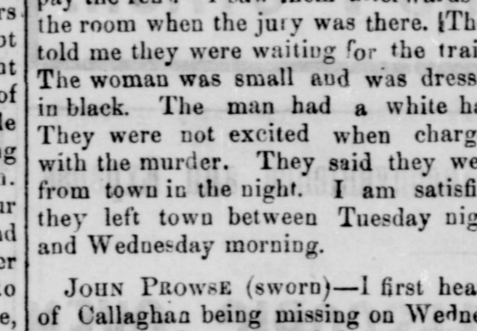 the room when the jury was there. [Th
told me they were waiting for the trai
The woman was small and was dress
in black. The man had a white ha
They were not excited when charg
with the murder. They said they we
from town in the night. I am satisfi
they left town between Tuesday nig
and Wednesday morning.
JOHN PROWSE (sworn)—I first hea
of Callaghan being missing on Wedne